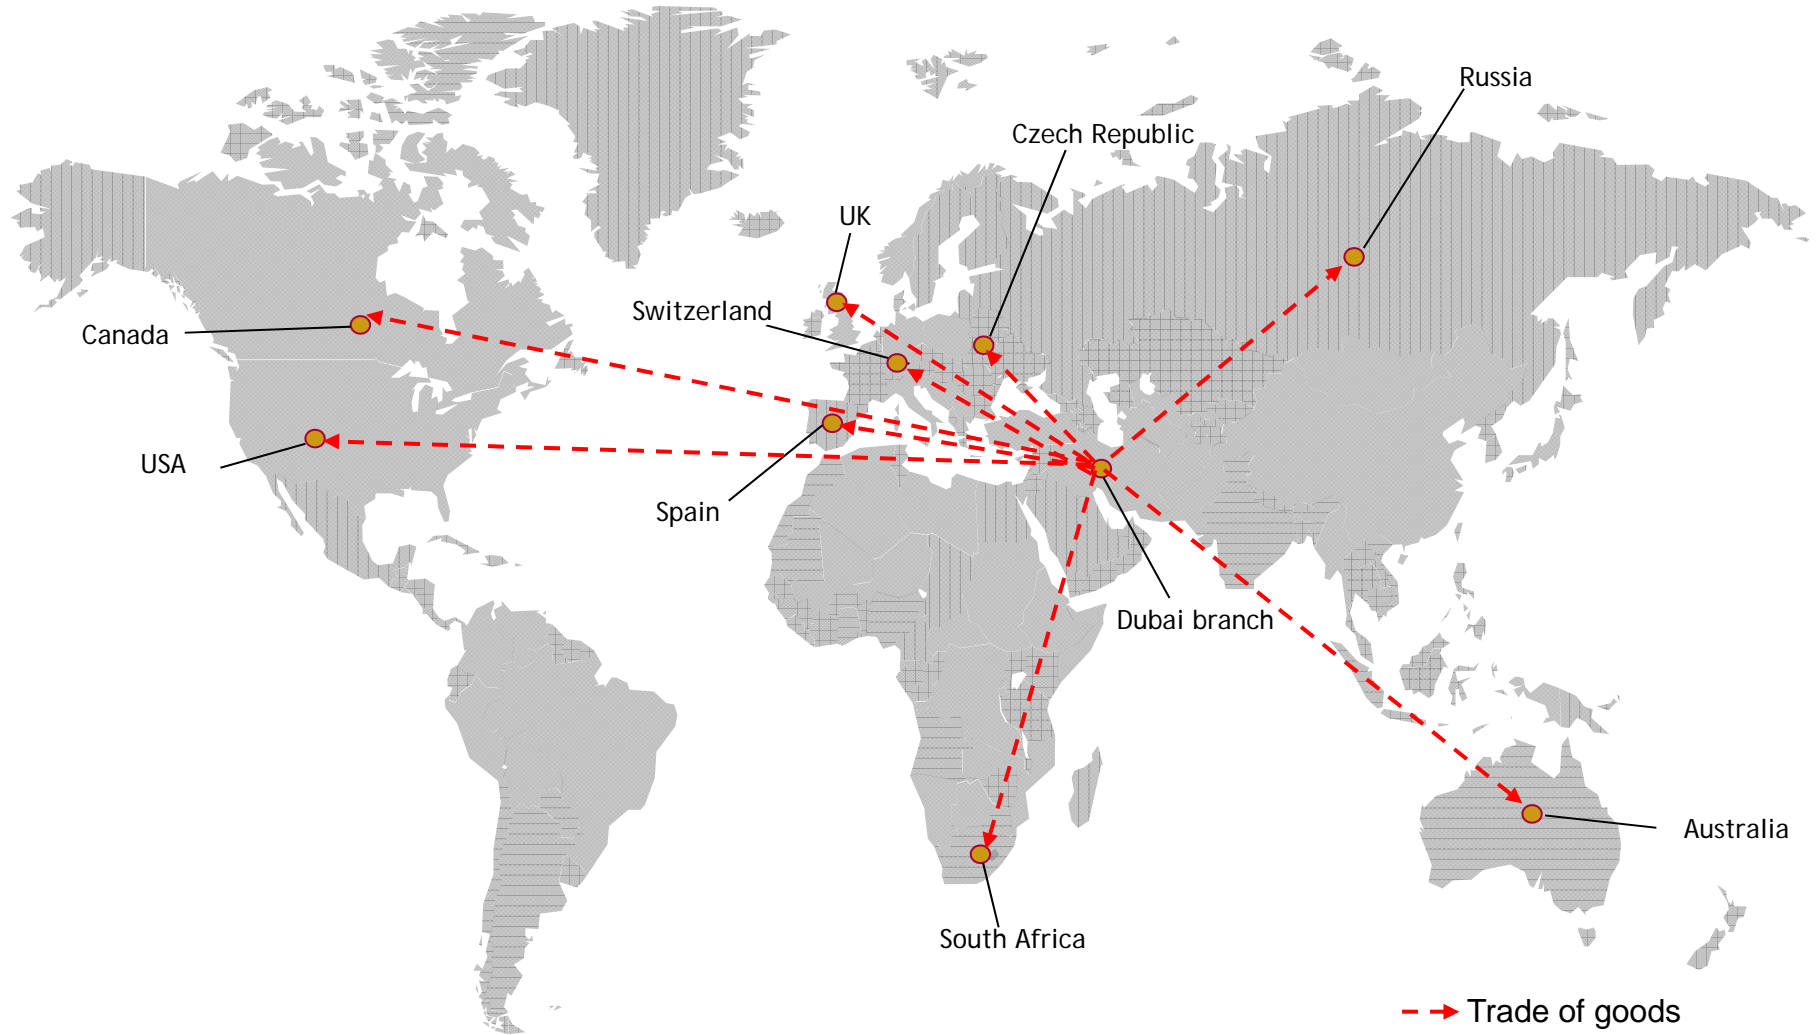 Russia
Czech Republic
UK
Switzerland
Canada
USA
Spain
Dubai branch
Australia
South Africa
Trade of goods